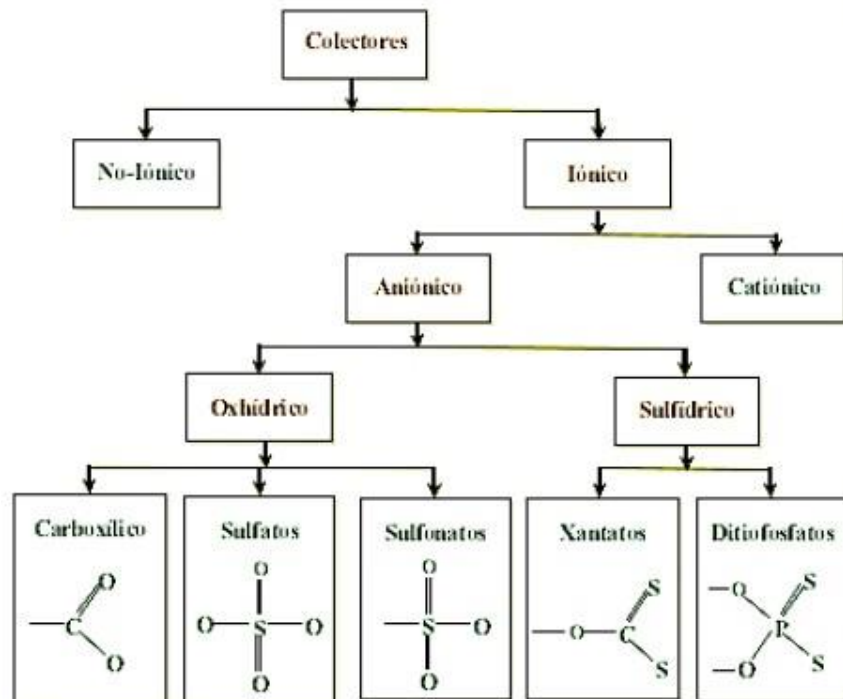 Colectores
No-Iónico
Iónico
Aniónico
Catiónico
Oxhídrico
Sulfídrico
Carboxílico
Sulfatos
Sulfonatos
Xantatos
Ditiofosfatos
C O O
O O S O O
O S O O
O C S S
O O P S S